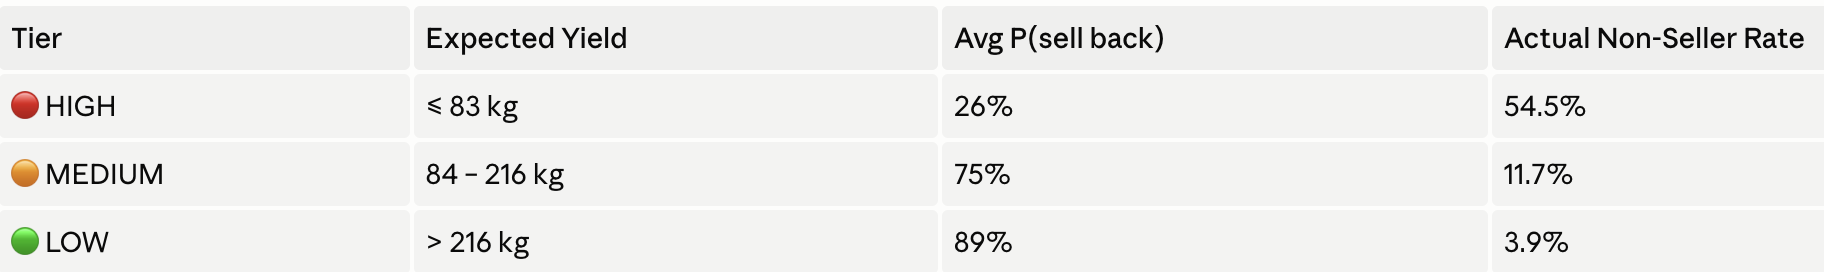 Tier Expected Yield Avg P(sell back) Actual Non-Seller Rate
HIGH ≤ 83 kg 26% 54.5%
MEDIUM 84 – 216 kg 75% 11.7%
LOW > 216 kg 89% 3.9%